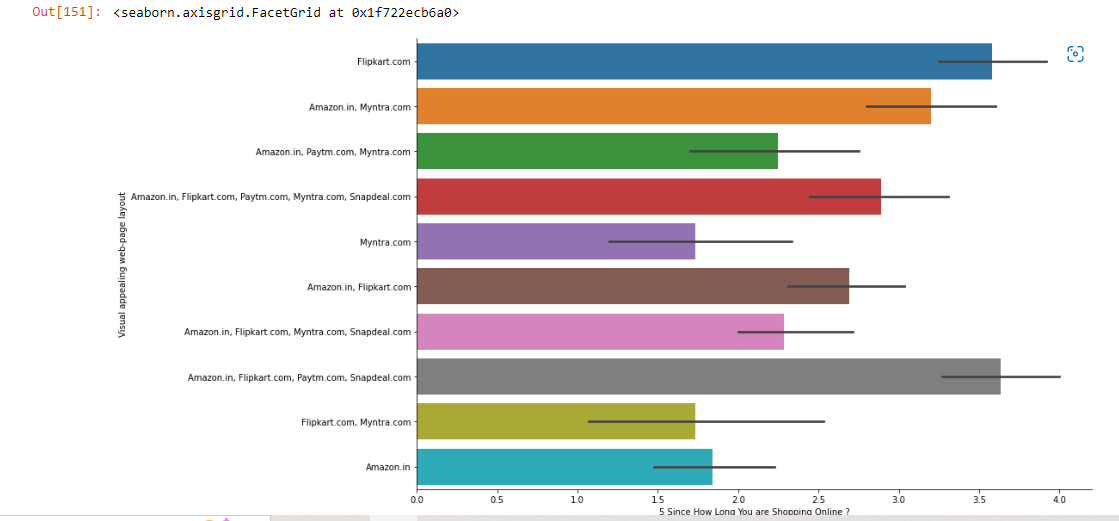 Out[151]: <seaborn.axisgrid.FacetGrid at 0x1f722ecb6a0>
Flipkart.com
Amazon.in, Myntra.com
Amazon.in, Paytm.com, Myntra.com
Amazon.in, Flipkart.com, Paytm.com, Myntra.com, Snapdeal.com
Myntra.com
Amazon.in, Flipkart.com
Amazon.in, Flipkart.com, Myntra.com, Snapdeal.com
Amazon.in, Flipkart.com, Paytm.com, Snapdeal.com
Flipkart.com, Myntra.com
Amazon.in
Visual appealing web-page layout
0.0 0.5 1.0 1.5 2.0 2.5 3.0 3.5 4.0
5 Since How Long You are Shopping Online ?